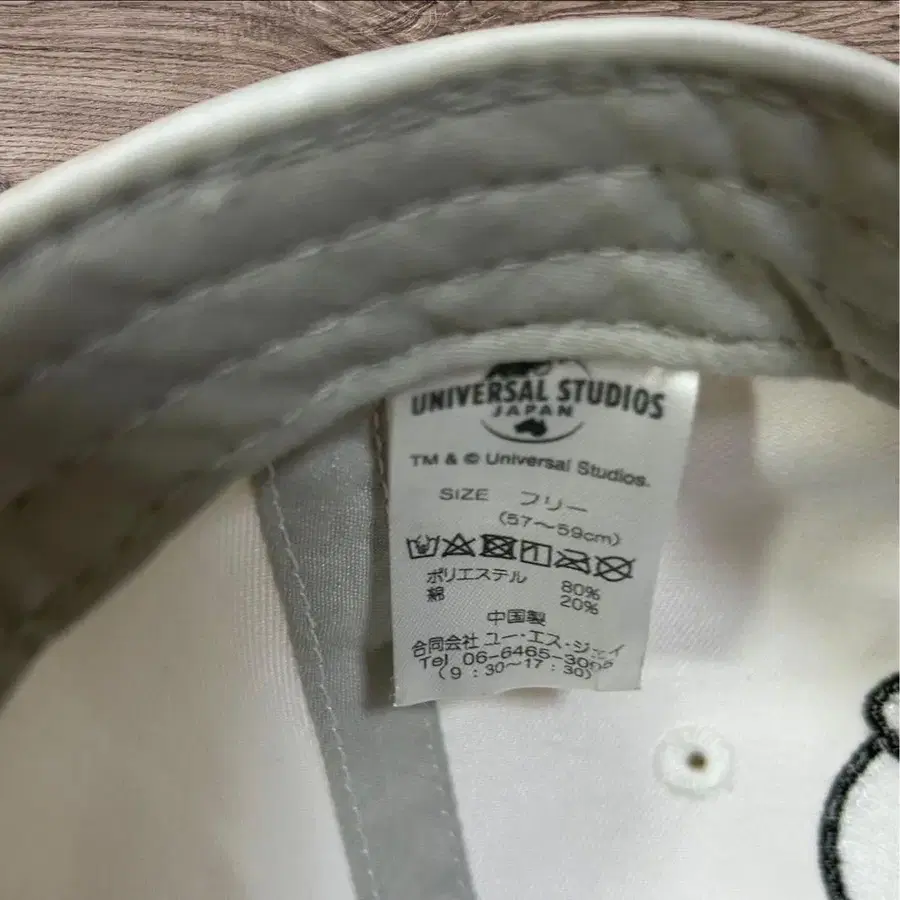 UNIVERSAL STUDIOS
JAPAN
TM & © Universal Studios.
SIZE フリー
(57～59cm)
ポリエステル 80%
綿 20%
中国製
合同会社 ユー・エス・ジェイ
Tel 06-6465-3005
(9:30～17:30)